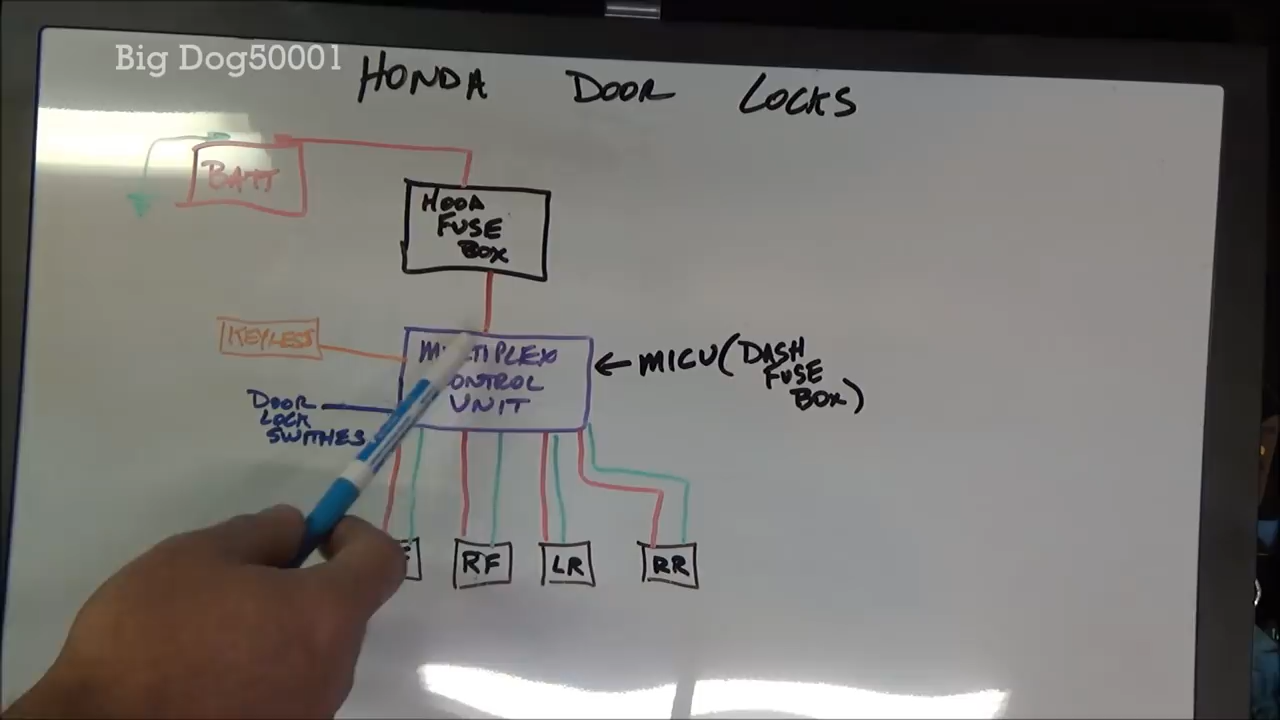 Big Dog50001
HONDA DOOR LOCKS
BATT
HOOD
FUSE
BOX
KEYLESS
MULTIPLEX
CONTROL
UNIT
← MICU (DASH
FUSE
BOX)
DOOR
LOCK
SWITHES
RF
LR
RR